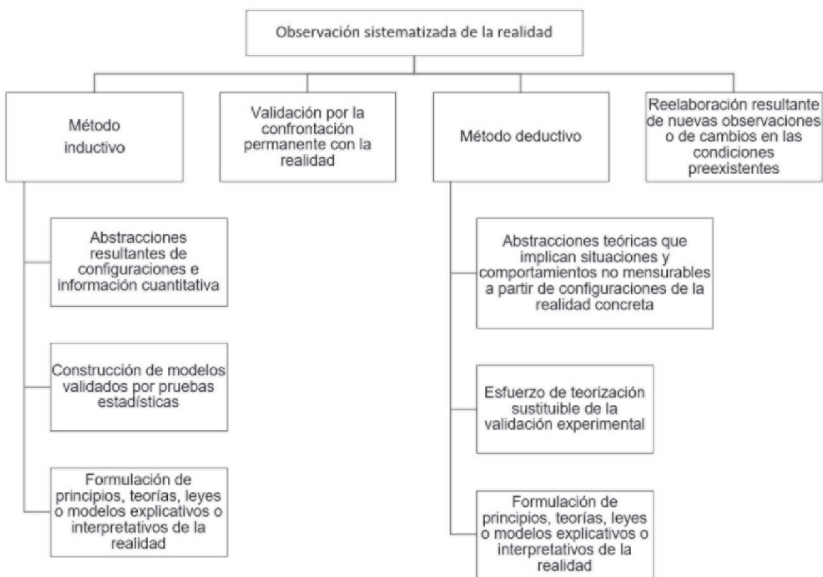 Observación sistematizada de la realidad
Método
inductivo
Validación por la
confrontación
permanente con la
realidad
Método deductivo
Reelaboración resultante
de nuevas observaciones
o de cambios en las
condiciones
preexistentes
Abstracciones
resultantes de
configuraciones e
información cuantitativa
Construcción de modelos
validados por pruebas
estadísticas
Formulación de
principios, teorías, leyes
o modelos explicativos o
interpretativos de la
realidad
Abstracciones teóricas que
implican situaciones y
comportamientos no mensurables
a partir de configuraciones de la
realidad concreta
Esfuerzo de teorización
sustituible de la
validación experimental
Formulación de
principios, teorías, leyes
o modelos explicativos o
interpretativos de la
realidad